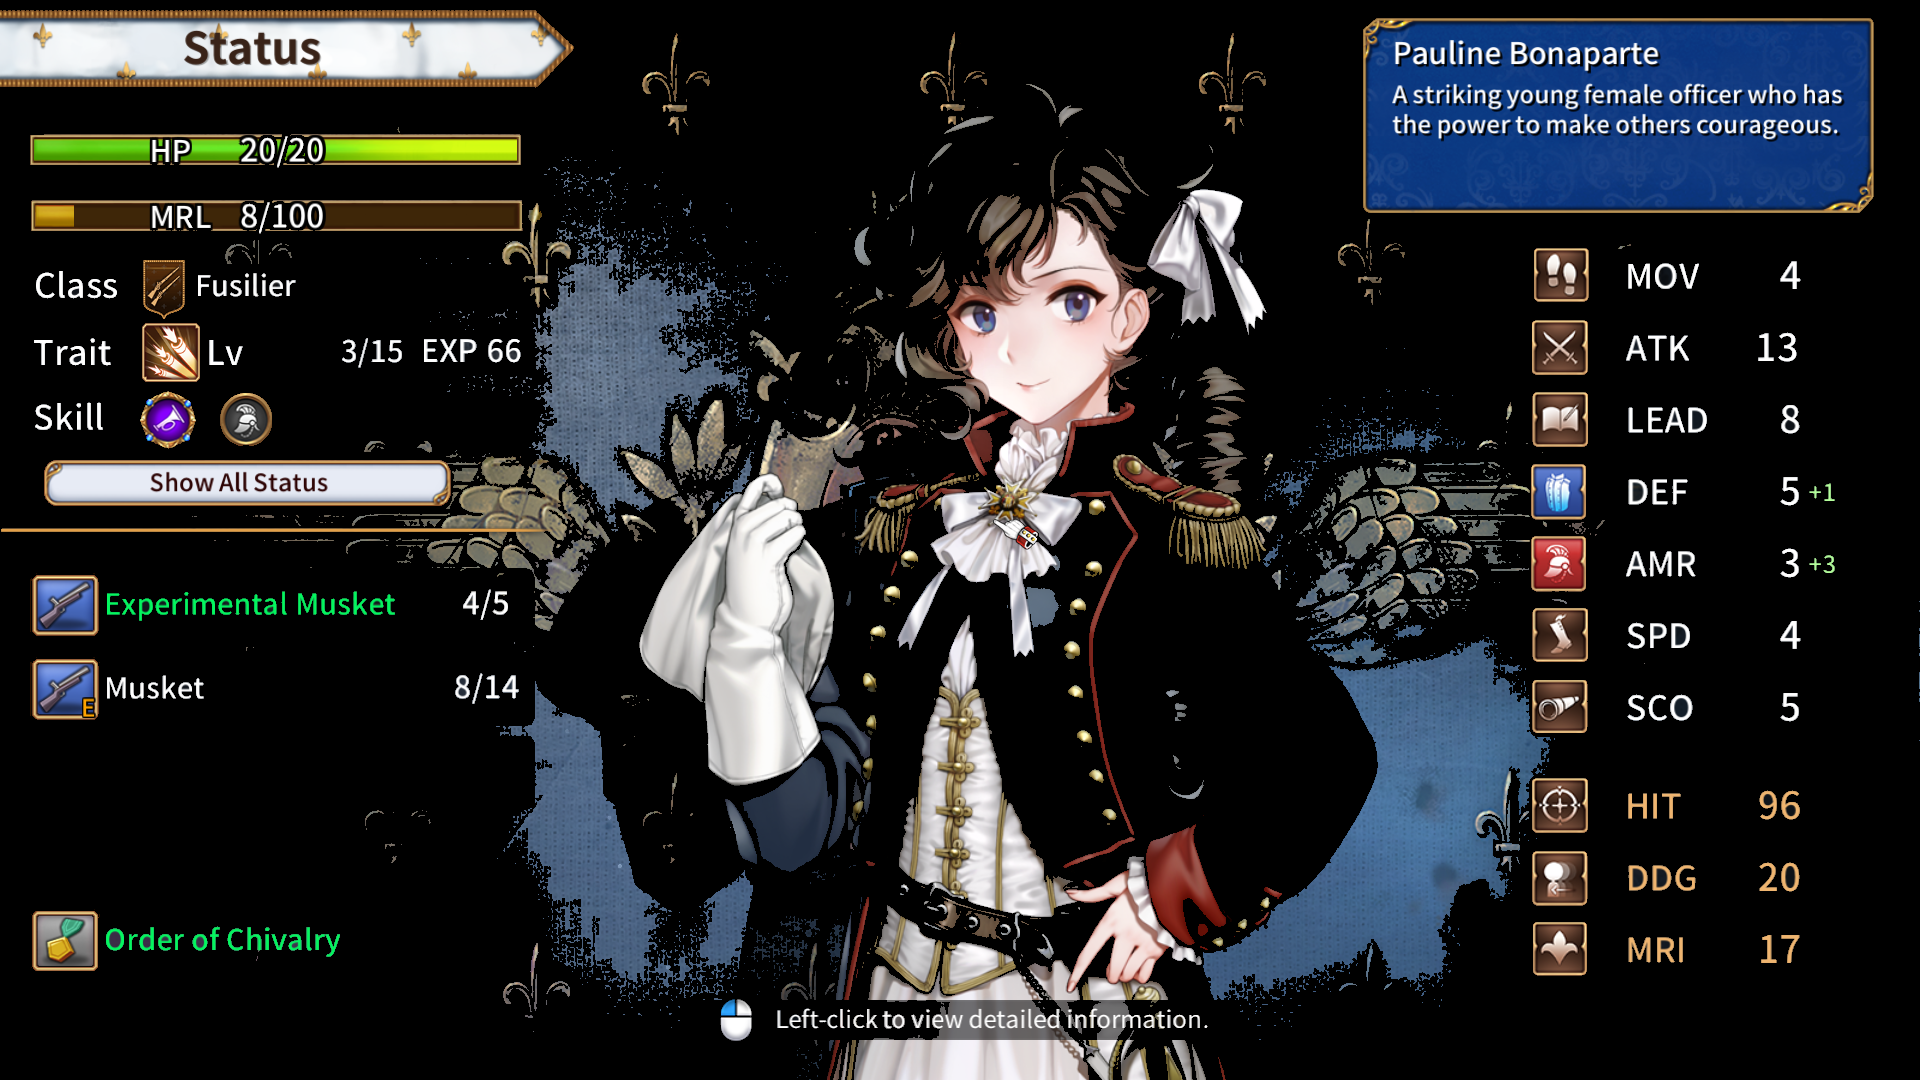 Status
HP 20/20
MRL 8/100
Class Fusilier
Trait Lv 3/15 EXP 66
Skill
Show All Status
Experimental Musket 4/5
E
Musket 8/14
Order of Chivalry
Pauline Bonaparte
A striking young female officer who has
the power to make others courageous.
MOV 4
ATK 13
LEAD 8
DEF 5 +1
AMR 3 +3
SPD 4
SCO 5
HIT 96
DDG 20
MRI 17
Left-click to view detailed information.